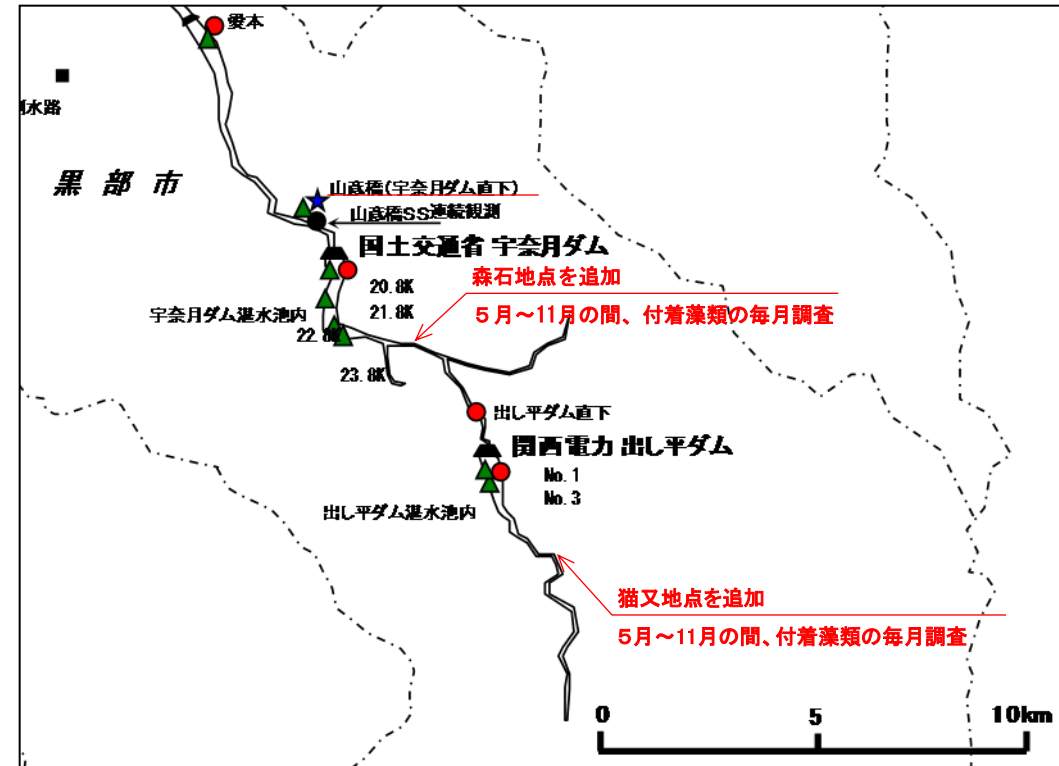 愛本
水路
黒部市
山彦橋(宇奈月ダム直下)
山彦橋SS連続観測
国土交通省 宇奈月ダム
森石地点を追加
20.8K
21.8K
5月～11月の間、付着藻類の毎月調査
宇奈月ダム湛水池内
22.8K
23.8K
出し平ダム直下
関西電力 出し平ダム
No.1
No.3
出し平ダム湛水池内
猫又地点を追加
5月～11月の間、付着藻類の毎月調査
0 5 10km